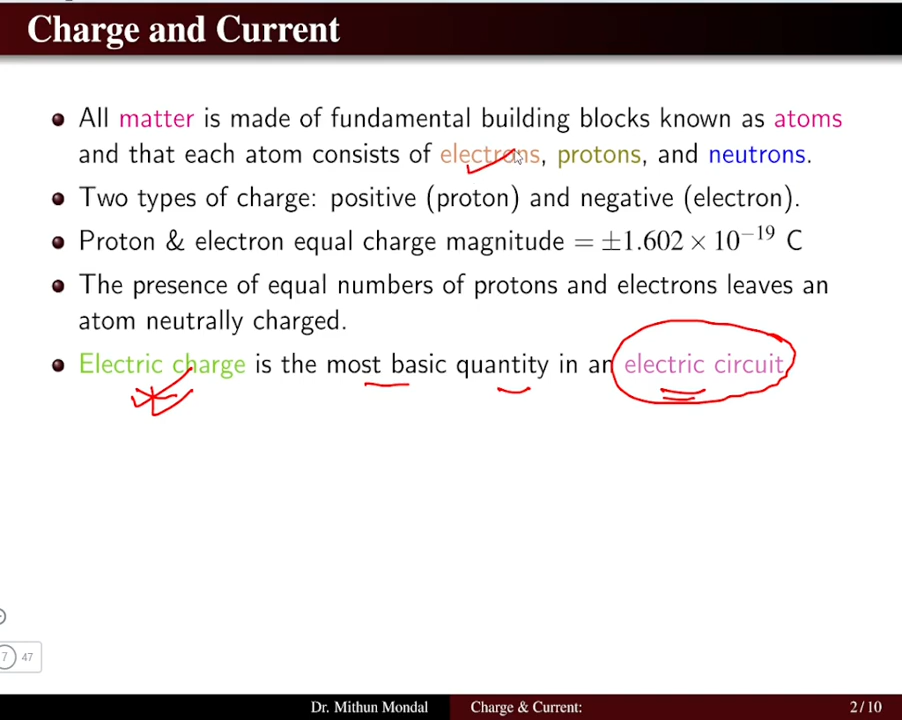 Charge and Current
All matter is made of fundamental building blocks known as atoms
and that each atom consists of electrons, protons, and neutrons.
Two types of charge: positive (proton) and negative (electron).
Proton & electron equal charge magnitude = ±1.602 × 10⁻¹⁹ C
The presence of equal numbers of protons and electrons leaves an
atom neutrally charged.
Electric charge is the most basic quantity in an electric circuit
7 47
Dr. Mithun Mondal Charge & Current: 2/10